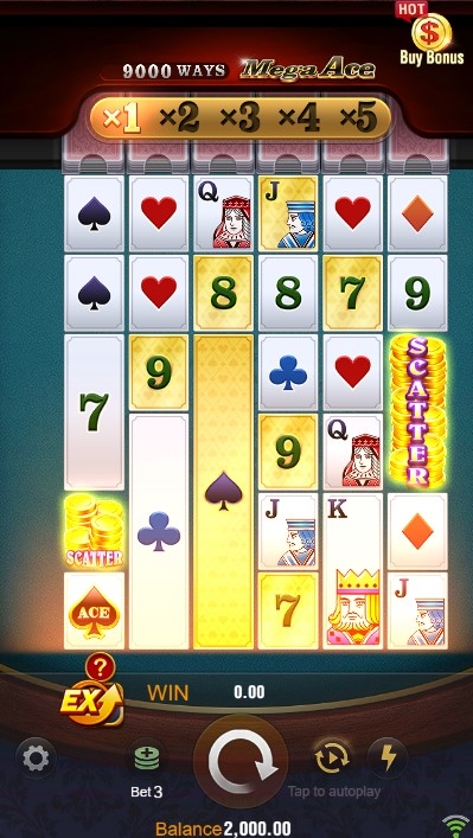 HOT
$
Buy Bonus
9000 WAYS Mega Ace
×1 ×2 ×3 ×4 ×5
Q J
8 8 7 9
7 9 SCATTER
9 Q
SCATTER J K
ACE 7 J
?
EX WIN 0.00
Bet 3 Tap to autoplay
Balance 2,000.00